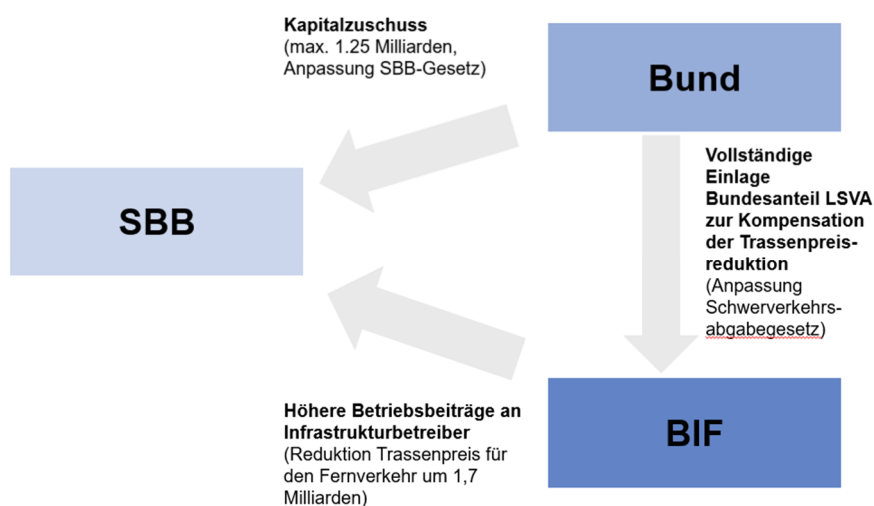 Kapitalzuschuss
(max. 1.25 Milliarden,
Anpassung SBB-Gesetz)
Bund
SBB
Vollständige
Einlage
Bundesanteil LSVA
zur Kompensation
der Trassenpreis-
reduktion
(Anpassung
Schwerverkehrs-
abgabegesetz)
Höhere Betriebsbeiträge an
Infrastrukturbetreiber
(Reduktion Trassenpreis für
den Fernverkehr um 1,7
Milliarden)
BIF